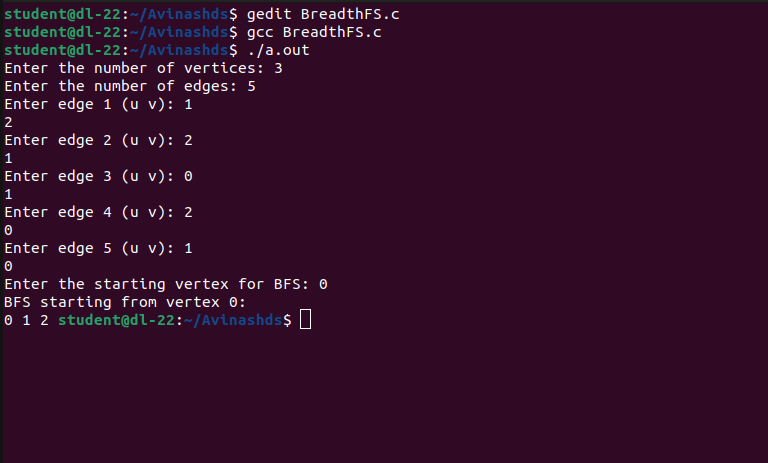 student@dl-22:~/Avinashds$ gedit BreadthFS.c
student@dl-22:~/Avinashds$ gcc BreadthFS.c
student@dl-22:~/Avinashds$ ./a.out
Enter the number of vertices: 3
Enter the number of edges: 5
Enter edge 1 (u v): 1
2
Enter edge 2 (u v): 2
1
Enter edge 3 (u v): 0
1
Enter edge 4 (u v): 2
0
Enter edge 5 (u v): 1
0
Enter the starting vertex for BFS: 0
BFS starting from vertex 0:
0 1 2 student@dl-22:~/Avinashds$